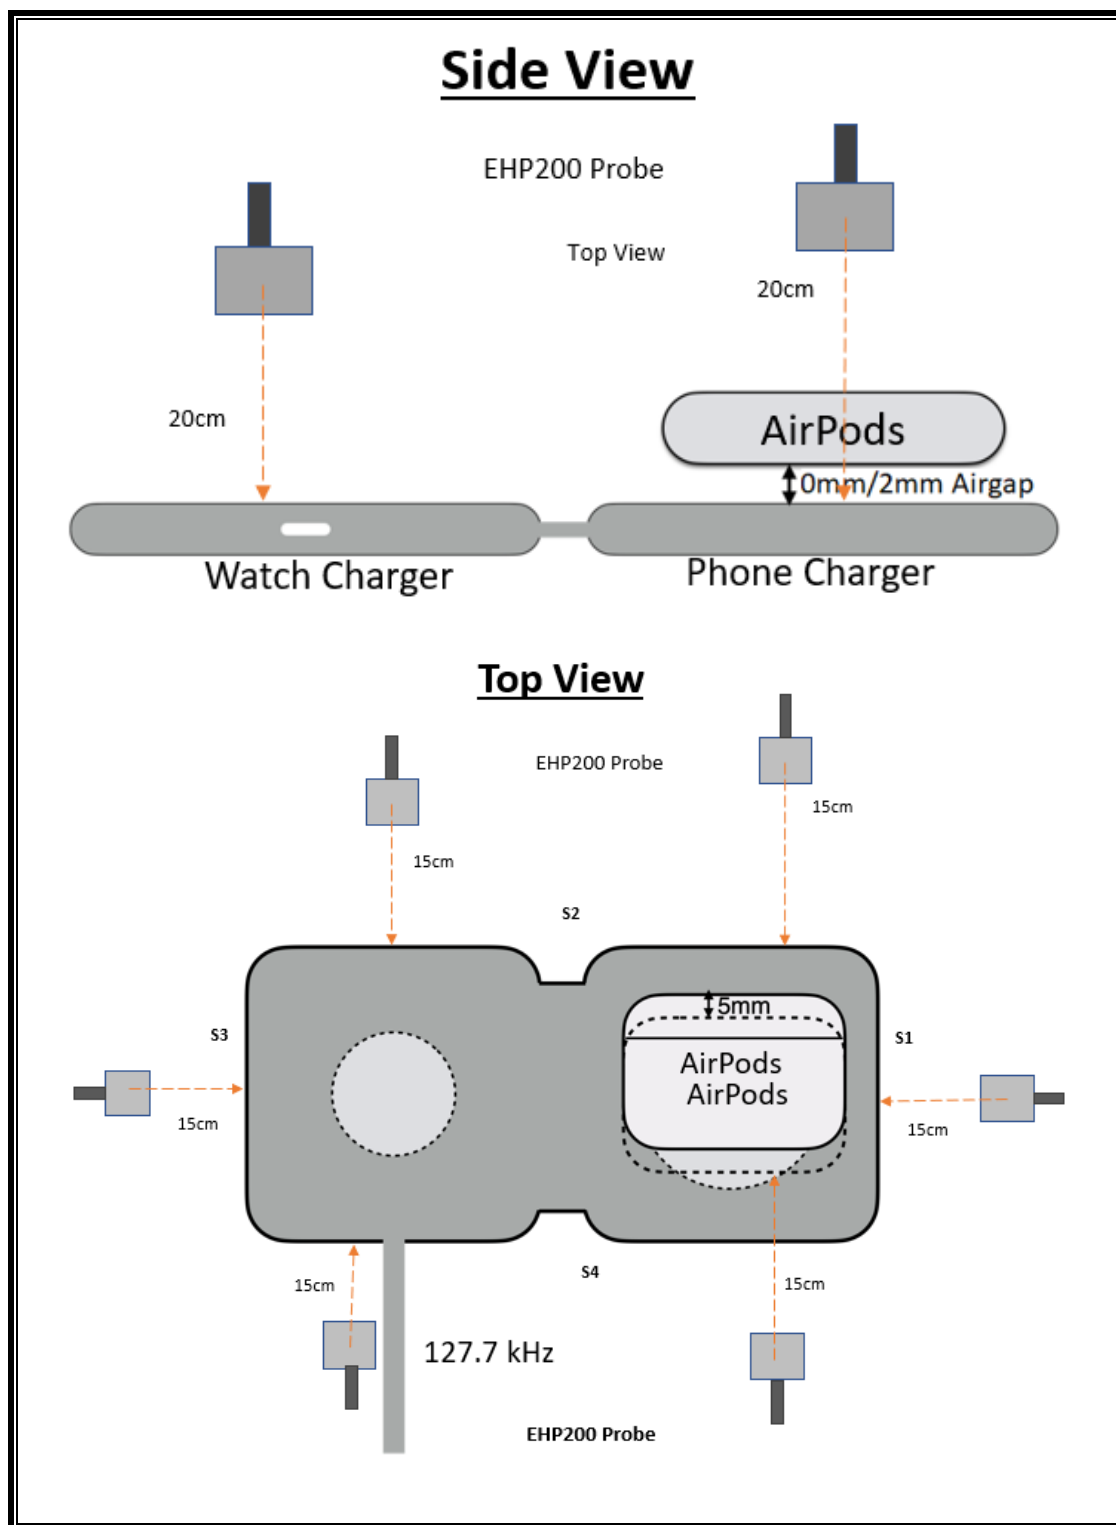 Side View
EHP200 Probe
Top View
20cm
20cm
AirPods
0mm/2mm Airgap
Watch Charger
Phone Charger
Top View
EHP200 Probe
15cm
15cm
S2
5mm
S3
S1
AirPods
AirPods
15cm
15cm
S4
15cm
15cm
127.7 kHz
EHP200 Probe